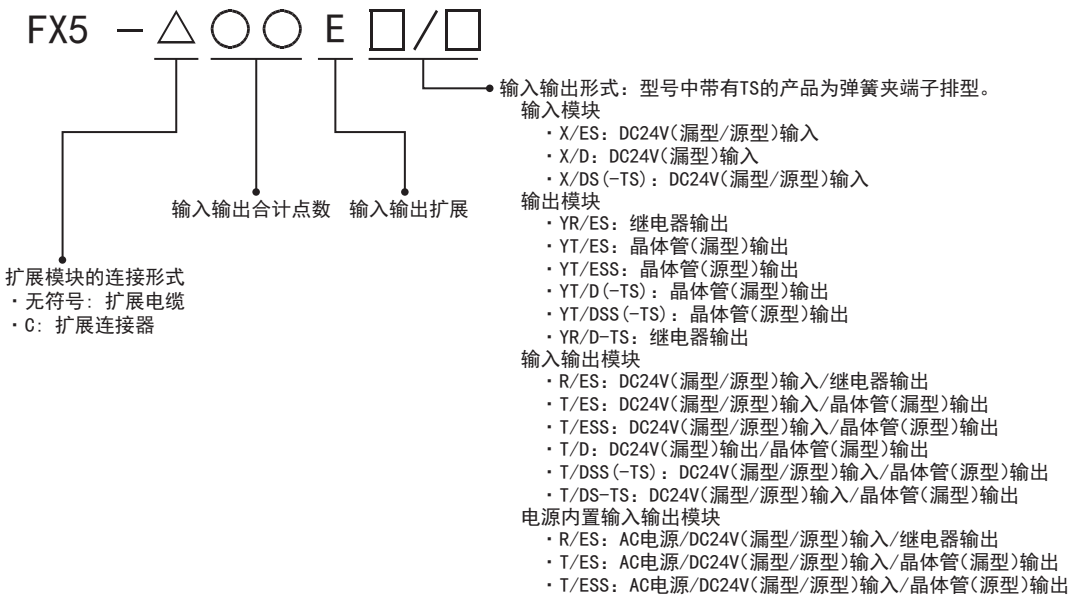 FX5 － △ ○ ○ E □/□
输入输出形式：型号中带有TS的产品为弹簧夹端子排型。
输入模块
・X/ES：DC24V(漏型/源型)输入
・X/D：DC24V(漏型)输入
・X/DS(-TS)：DC24V(漏型/源型)输入
输出模块
・YR/ES：继电器输出
・YT/ES：晶体管(漏型)输出
・YT/ESS：晶体管(源型)输出
・YT/D(-TS)：晶体管(漏型)输出
・YT/DSS(-TS)：晶体管(源型)输出
・YR/D-TS：继电器输出
输入输出模块
・R/ES：DC24V(漏型/源型)输入/继电器输出
・T/ES：DC24V(漏型/源型)输入/晶体管(漏型)输出
・T/ESS：DC24V(漏型/源型)输入/晶体管(源型)输出
・T/D：DC24V(漏型)输出/晶体管(漏型)输出
・T/DSS(-TS)：DC24V(漏型/源型)输入/晶体管(源型)输出
・T/DS-TS：DC24V(漏型/源型)输入/晶体管(漏型)输出
电源内置输入输出模块
・R/ES：AC电源/DC24V(漏型/源型)输入/继电器输出
・T/ES：AC电源/DC24V(漏型/源型)输入/晶体管(漏型)输出
・T/ESS：AC电源/DC24V(漏型/源型)输入/晶体管(源型)输出
输入输出扩展
输入输出合计点数
扩展模块的连接形式
・无符号：扩展电缆
・C：扩展连接器